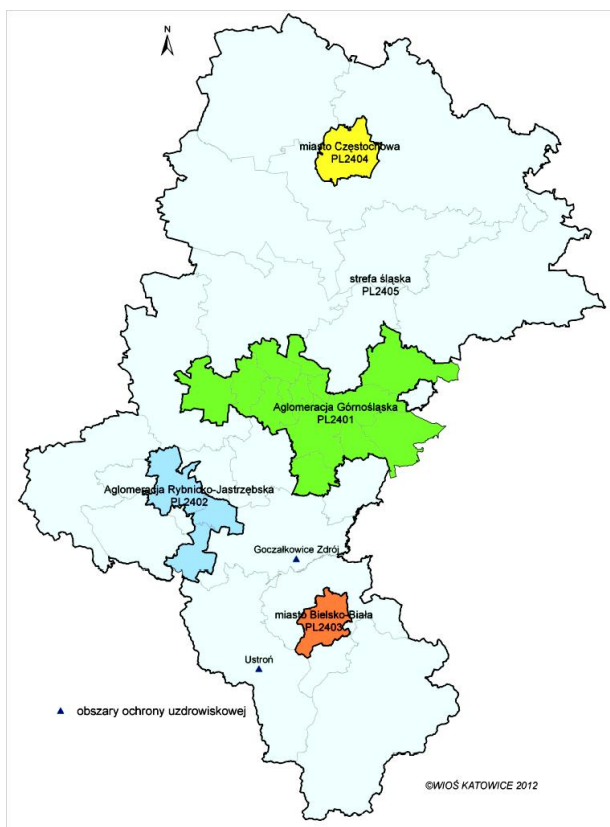 N
miasto Częstochowa
PL2404
strefa śląska
PL2405
Aglomeracja Górnośląska
PL2401
Aglomeracja Rybnicko-Jastrzębska
PL2402
Goczałkowice Zdrój
miasto Bielsko-Biała
PL2403
Ustroń
obszary ochrony uzdrowiskowej
©WIOŚ KATOWICE 2012